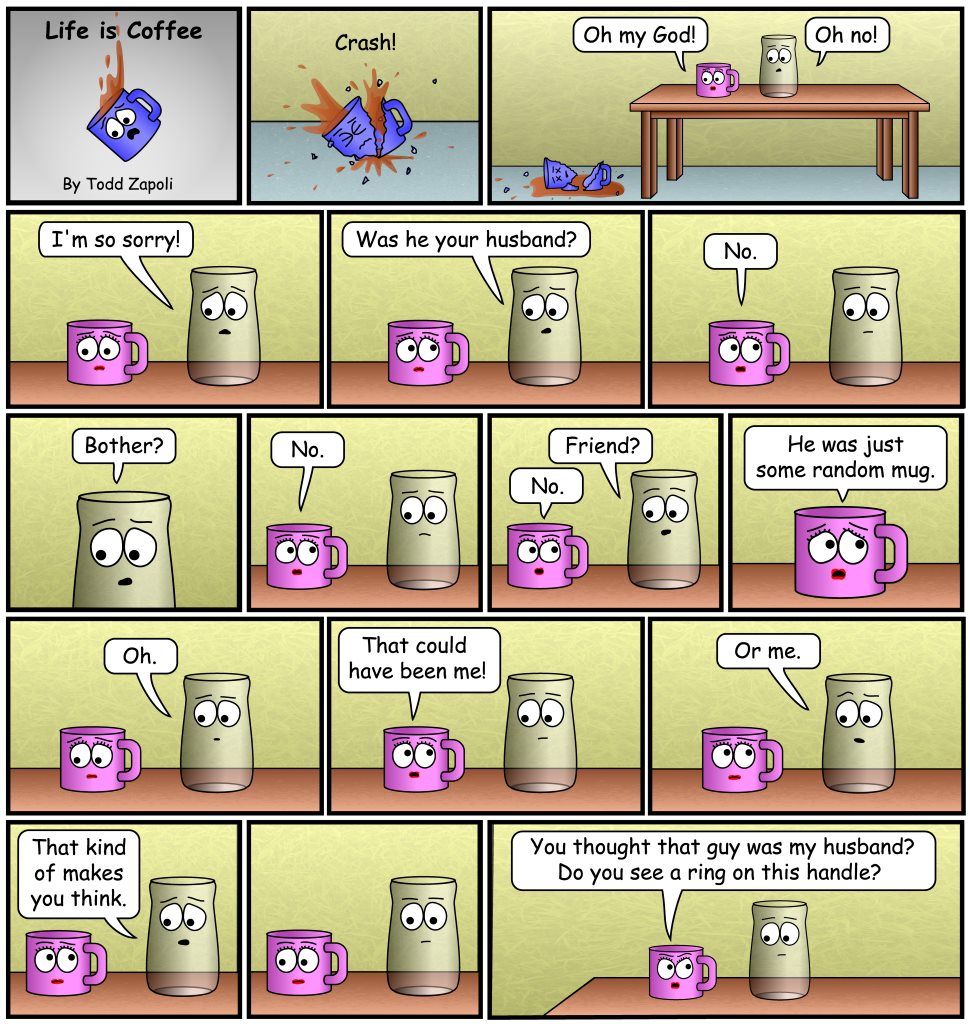 Life is Coffee
By Todd Zapoli
Crash!
Oh my God!
Oh no!
I'm so sorry!
Was he your husband?
No.
Bother?
No.
Friend?
No.
He was just
some random mug.
Oh.
That could
have been me!
Or me.
That kind
of makes
you think.
You thought that guy was my husband?
Do you see a ring on this handle?